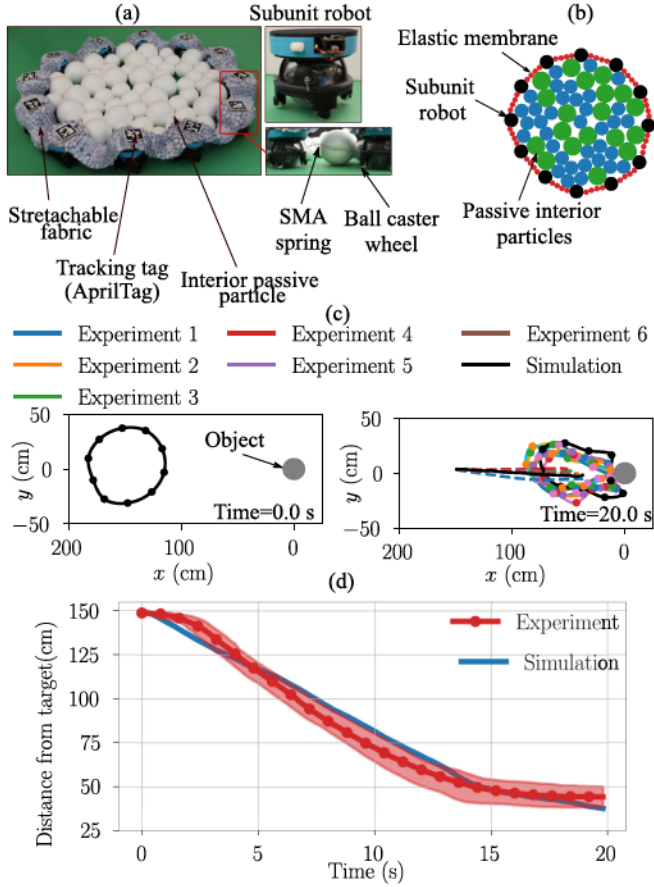 (a)
Subunit robot
(b)
Elastic membrane
Subunit
robot
Stretachable
fabric
SMA
spring
Ball caster
wheel
Passive interior
particles
Tracking tag
(AprilTag)
Interior passive
particle
(c)
Experiment 1
Experiment 4
Experiment 6
Experiment 2
Experiment 5
Simulation
Experiment 3
50
0
−50
y (cm)
Object
Time=0.0 s
200
100
0
x (cm)
50
0
−50
y (cm)
Time=20.0 s
200
100
0
x (cm)
(d)
150
125
100
75
50
25
Distance from target(cm)
Experiment
Simulation
0
5
10
15
20
Time (s)